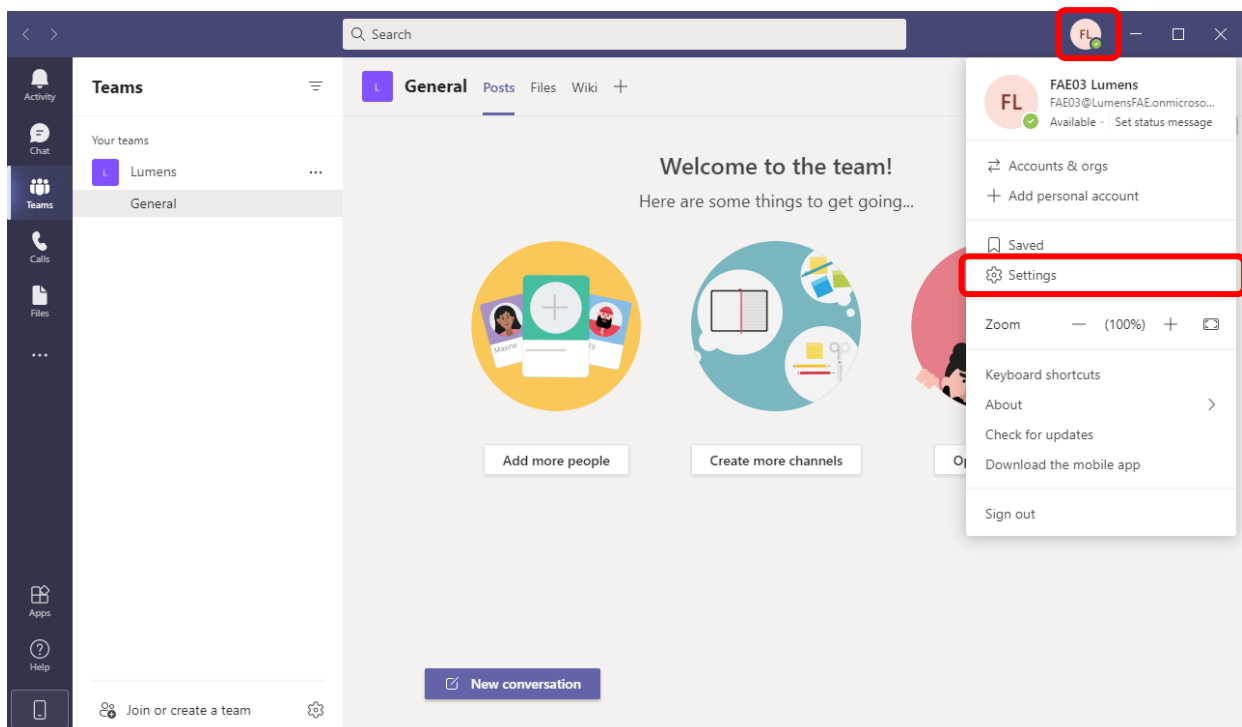 Search
FL
Activity
Chat
Teams
Calls
Files
Apps
Help
Teams
Your teams
L Lumens
General
Join or create a team
L General Posts Files Wiki
Welcome to the team!
Here are some things to get going...
Maxine
Add more people
Create more channels
New conversation
FL
FAE03 Lumens
FAE03@LumensFAE.onmicroso...
Available Set status message
Accounts & orgs
Add personal account
Saved
Settings
Zoom — (100%) +
Keyboard shortcuts
About
Check for updates
Download the mobile app
Sign out